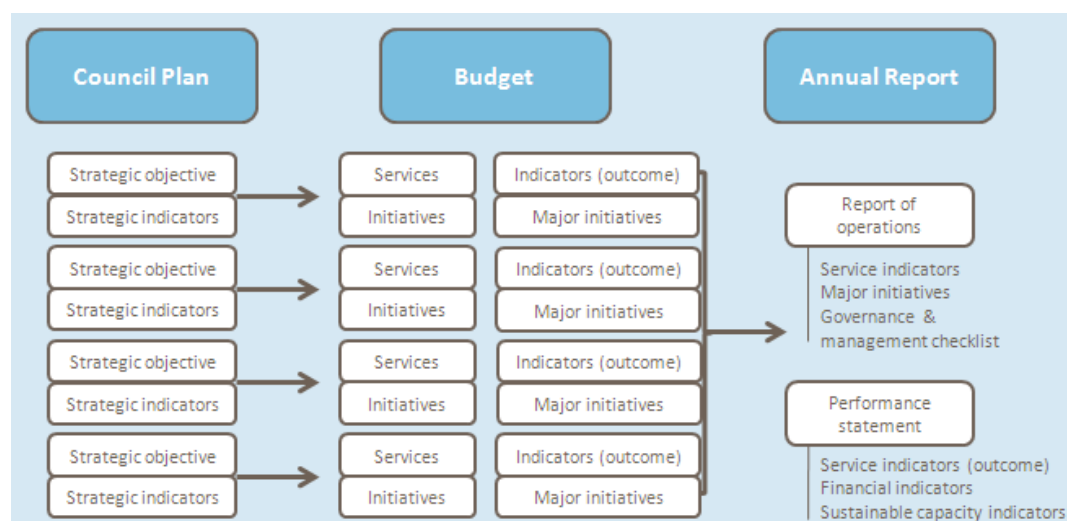 Council Plan
Budget
Annual Report
Strategic objective
Strategic indicators
Services
Initiatives
Indicators (outcome)
Major initiatives
Strategic objective
Strategic indicators
Services
Initiatives
Indicators (outcome)
Major initiatives
Strategic objective
Strategic indicators
Services
Initiatives
Indicators (outcome)
Major initiatives
Strategic objective
Strategic indicators
Services
Initiatives
Indicators (outcome)
Major initiatives
Report of
operations
Service indicators
Major initiatives
Governance &
management checklist
Performance
statement
Service indicators (outcome)
Financial indicators
Sustainable capacity indicators